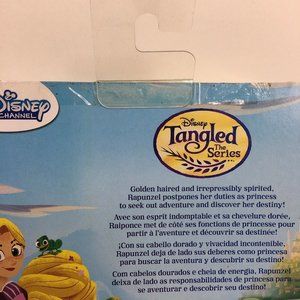 Disney
CHANNEL
Disney
Tangled
The Series
Golden haired and irrepressibly spirited,
Rapunzel postpones her duties as princess
to seek out adventure and discover her destiny!
Avec son esprit indomptable et sa chevelure dorée,
Raiponce met de côté ses fonctions de princesse pour
partir à l'aventure et découvrir sa destinée!
¡Con su cabello dorado y vivacidad incontenible,
Rapunzel deja de lado sus deberes como princesa
para buscar la aventura y descubrir su destino!
Com cabelos dourados e cheia de energia, Rapunzel
deixa de lado as responsabilidades de princesa para
se aventurar e descobrir seu destino!